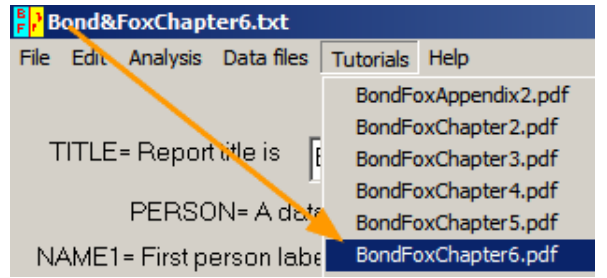 B F Bond&FoxChapter6.txt
File Edit Analysis Data files Tutorials Help
BondFoxAppendix2.pdf
BondFoxChapter2.pdf
TITLE= Report title is
BondFoxChapter3.pdf
BondFoxChapter4.pdf
PERSON= A data
BondFoxChapter5.pdf
NAME1= First person labe
BondFoxChapter6.pdf